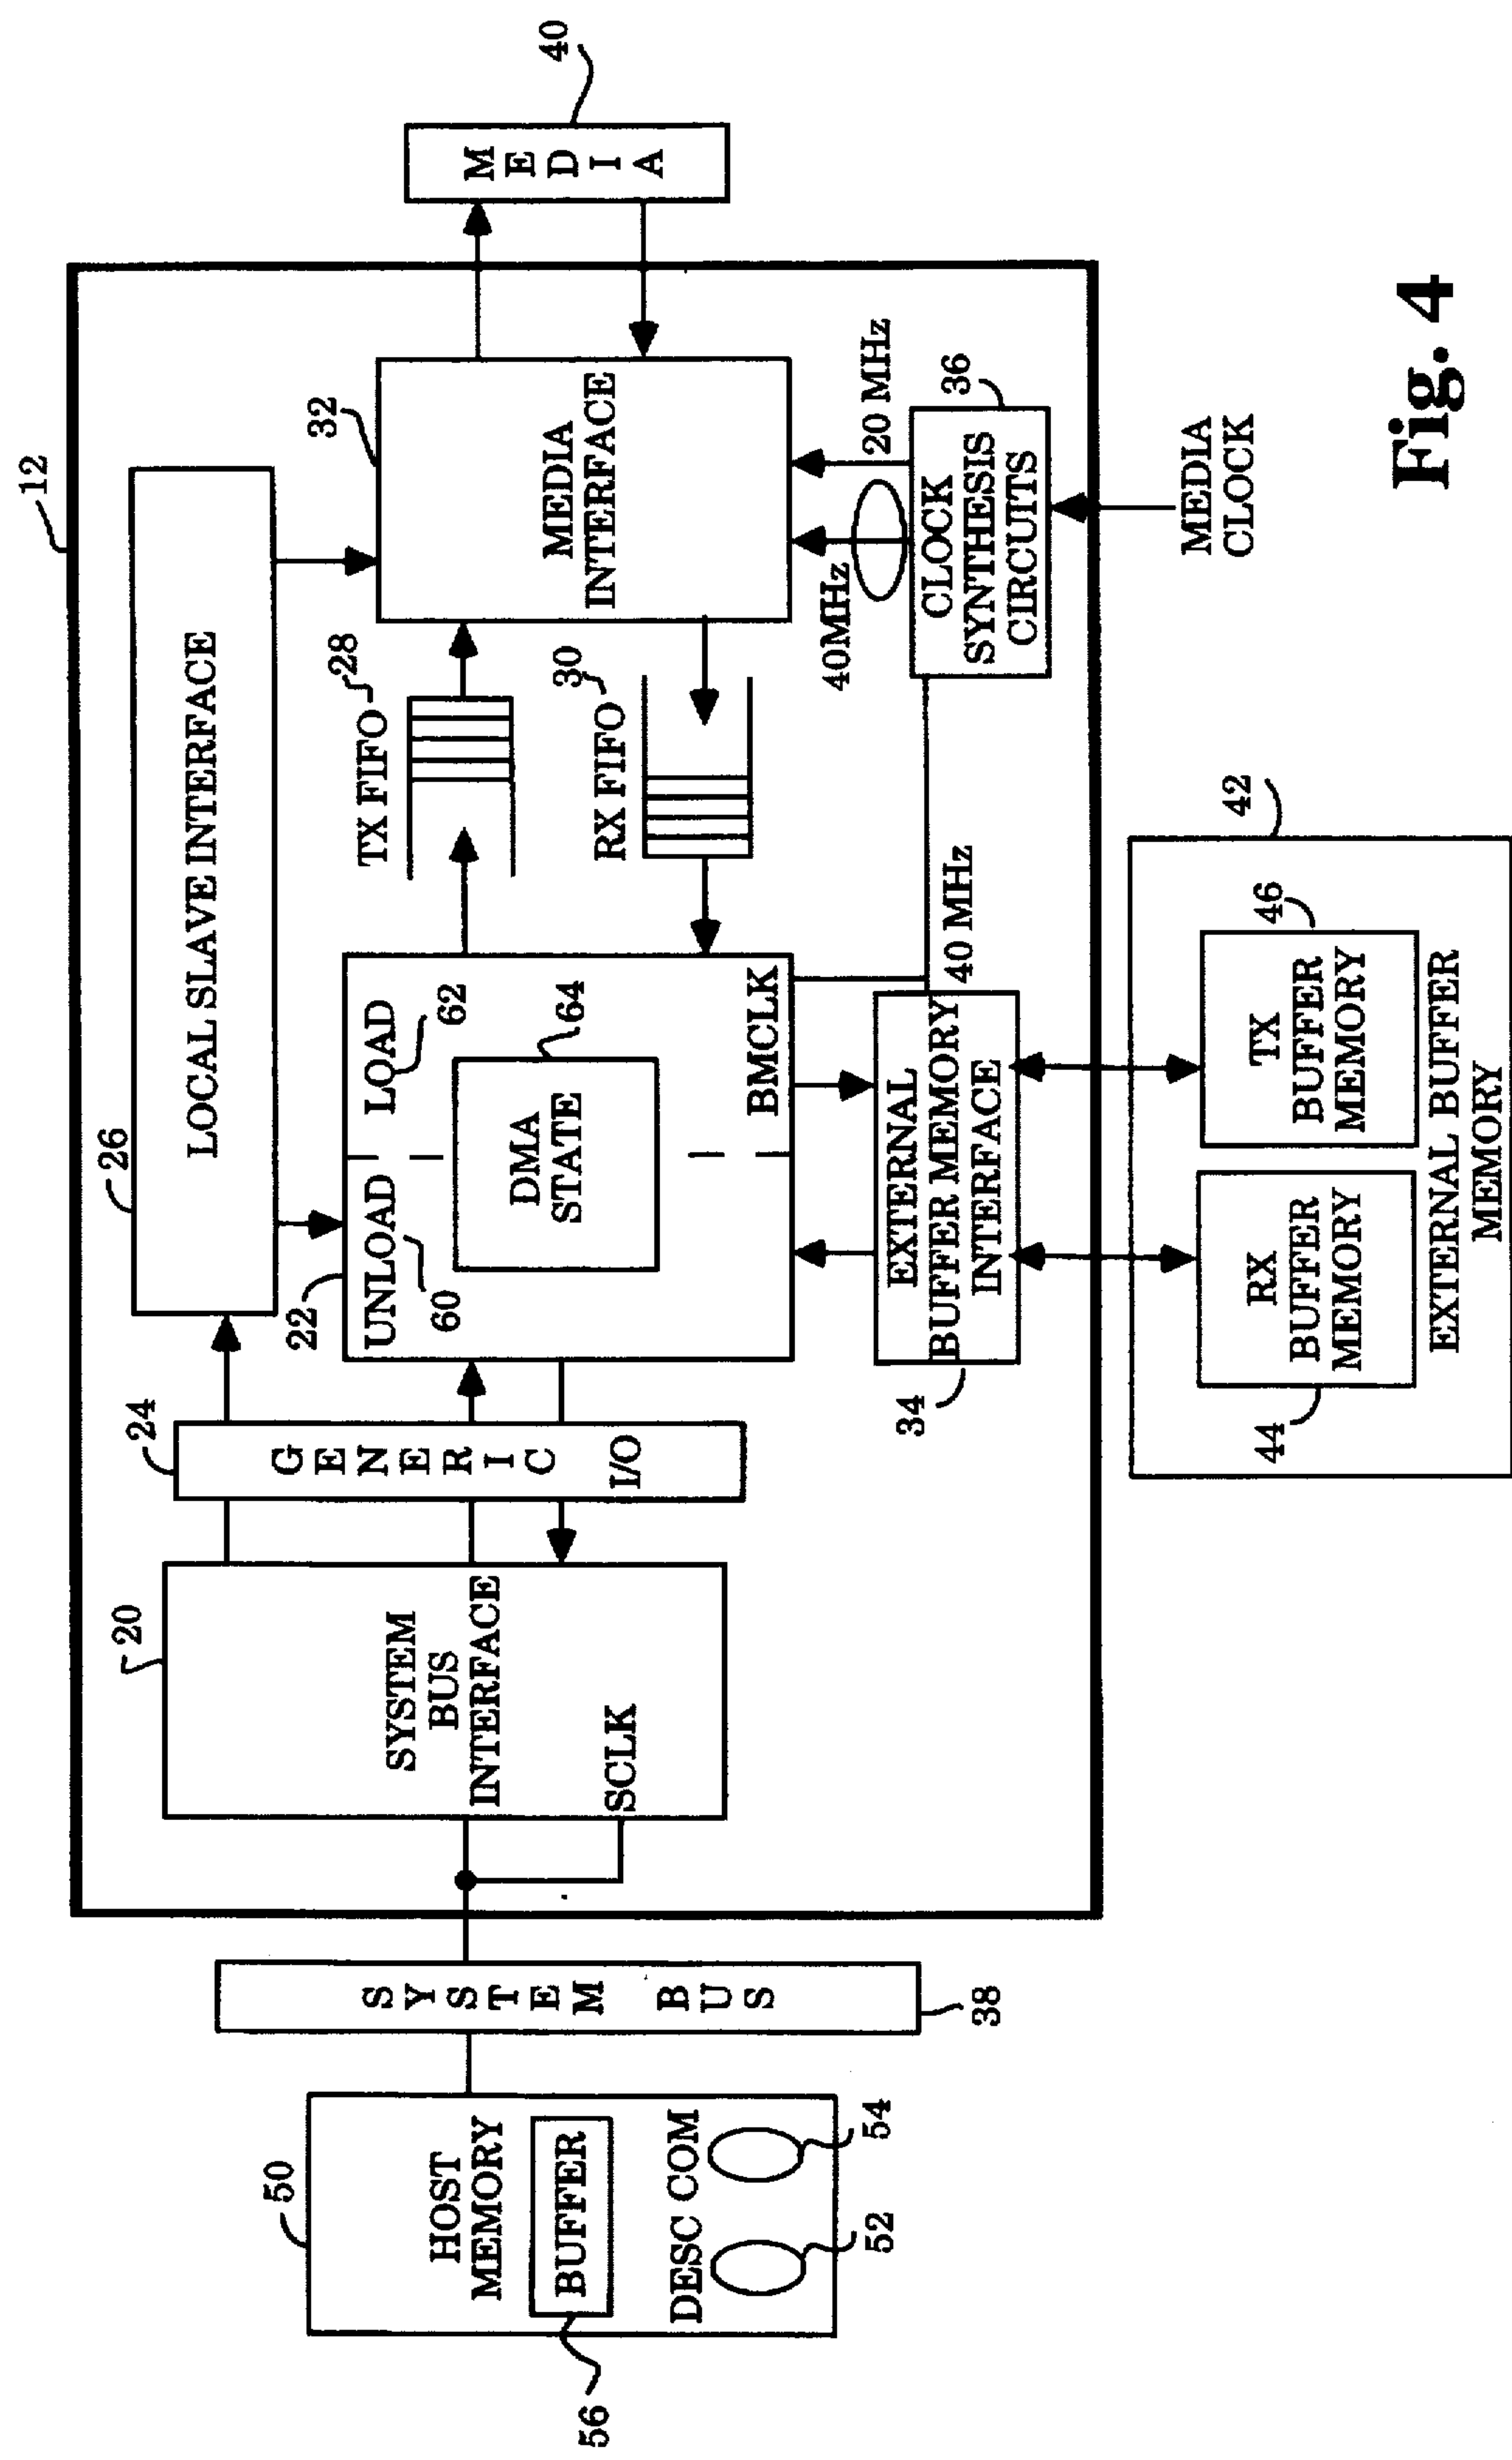 12
26
LOCAL SLAVE INTERFACE
50
HOST
MEMORY
BUFFER
56
DESC COM
52
54
SYSTEM BUS
38
20
SYSTEM
BUS
INTERFACE
SCLK
24
GENERIC I/O
22
UNLOAD
60
LOAD
62
DMA
STATE
64
BMCLK
TX FIFO
28
RX FIFO
30
32
MEDIA
INTERFACE
MEDIA
40
34
EXTERNAL
BUFFER MEMORY
INTERFACE
40 MHz
40MHz
20 MHz
CLOCK
SYNTHESIS
CIRCUITS
36
MEDIA
CLOCK
42
44
RX
BUFFER
MEMORY
46
TX
BUFFER
MEMORY
EXTERNAL BUFFER
MEMORY
Fig. 4